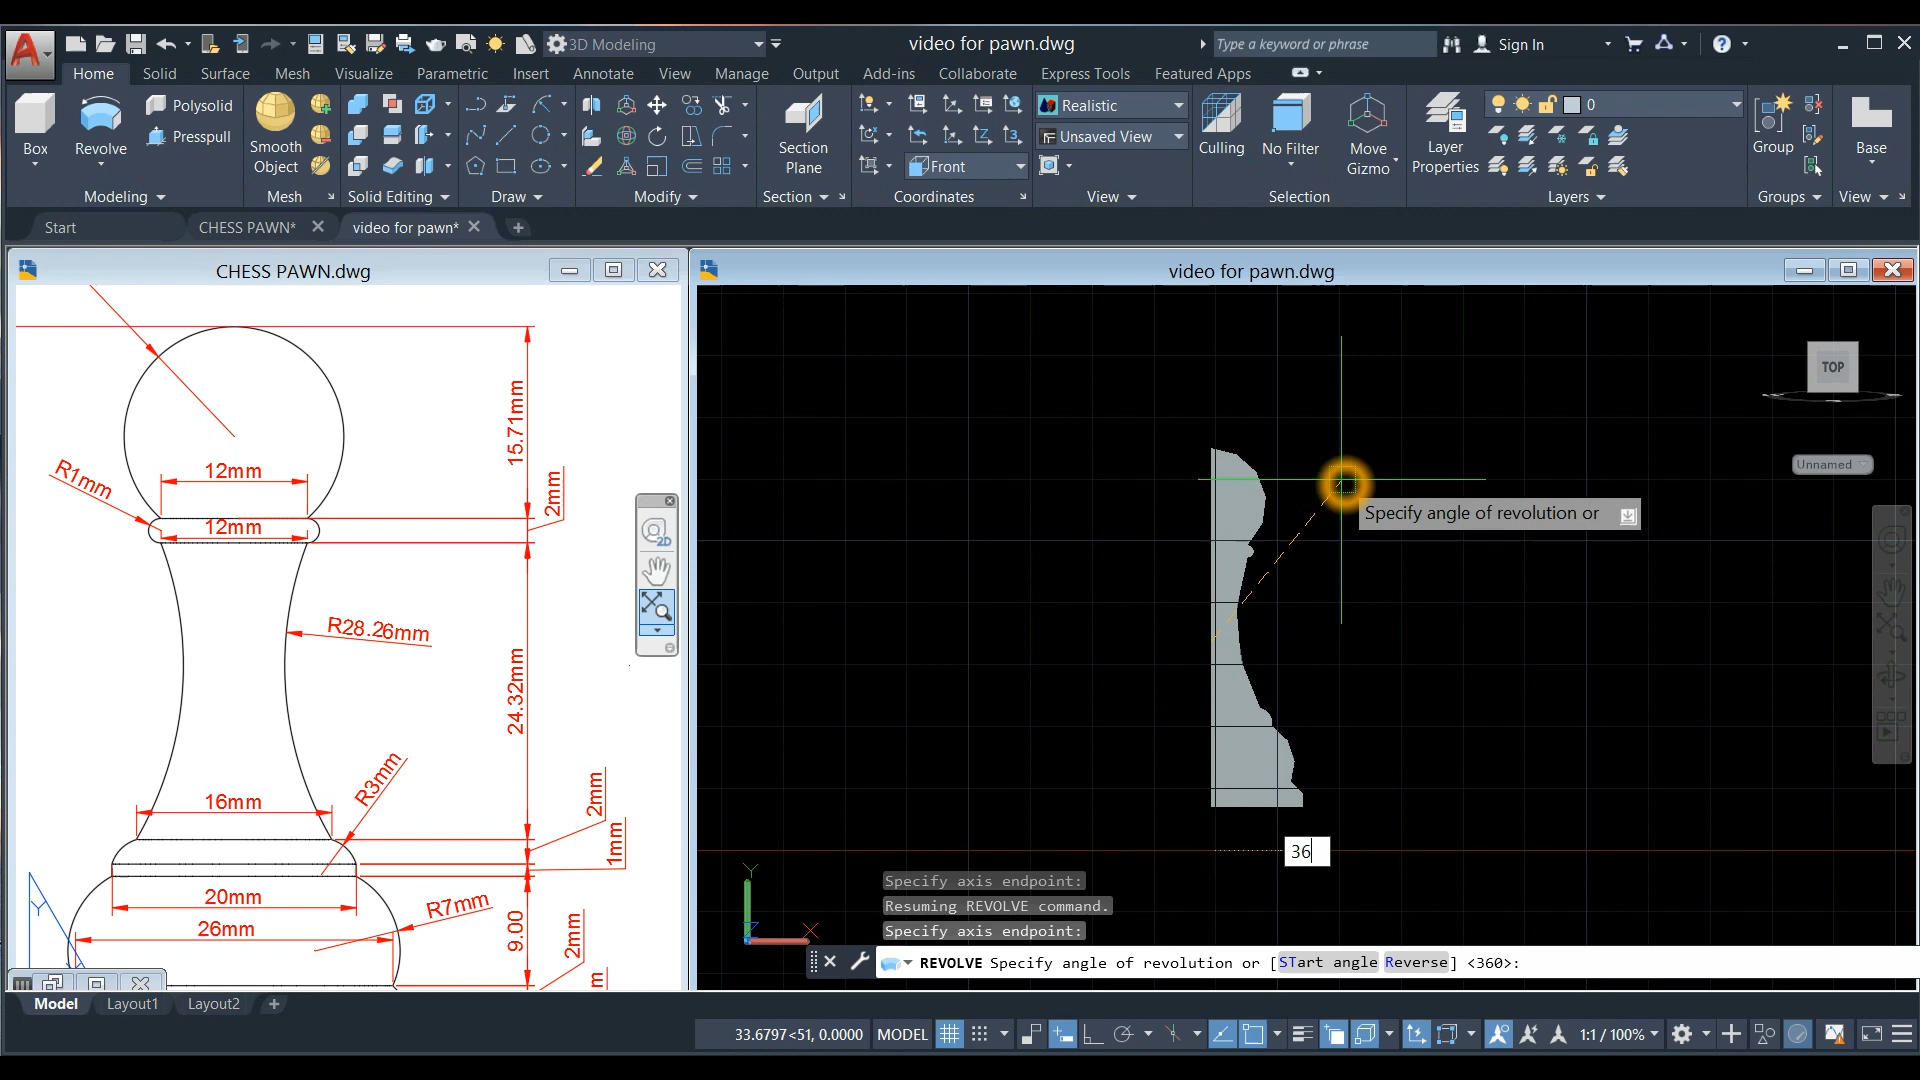 3D Modeling
video for pawn.dwg
Type a keyword or phrase
Sign In
Home Solid Surface Mesh Visualize Parametric Insert Annotate View Manage Output Add-ins Collaborate Express Tools Featured Apps
Box
Revolve
Polysolid
Presspull
Smooth
Object
Section
Plane
Front
Realistic
Unsaved View
Culling
No Filter
Move
Gizmo
Layer
Properties
0
Group
Base
Modeling Mesh Solid Editing Draw Modify Section Coordinates View Selection Layers Groups View
Start
CHESS PAWN*
video for pawn*
CHESS PAWN.dwg
video for pawn.dwg
R1mm
12mm
12mm
15.71mm
2mm
R28.26mm
24.32mm
R3mm
16mm
2mm
1mm
20mm
26mm
R7mm
9.00
2mm
Y
2D
TOP
Unnamed
Specify angle of revolution or
36
Y
X
Z
Specify axis endpoint:
Resuming REVOLVE command.
Specify axis endpoint:
REVOLVE Specify angle of revolution or [STart angle Reverse] <360>:
Model Layout1 Layout2
33.6797<51, 0.0000 MODEL 1:1 / 100%